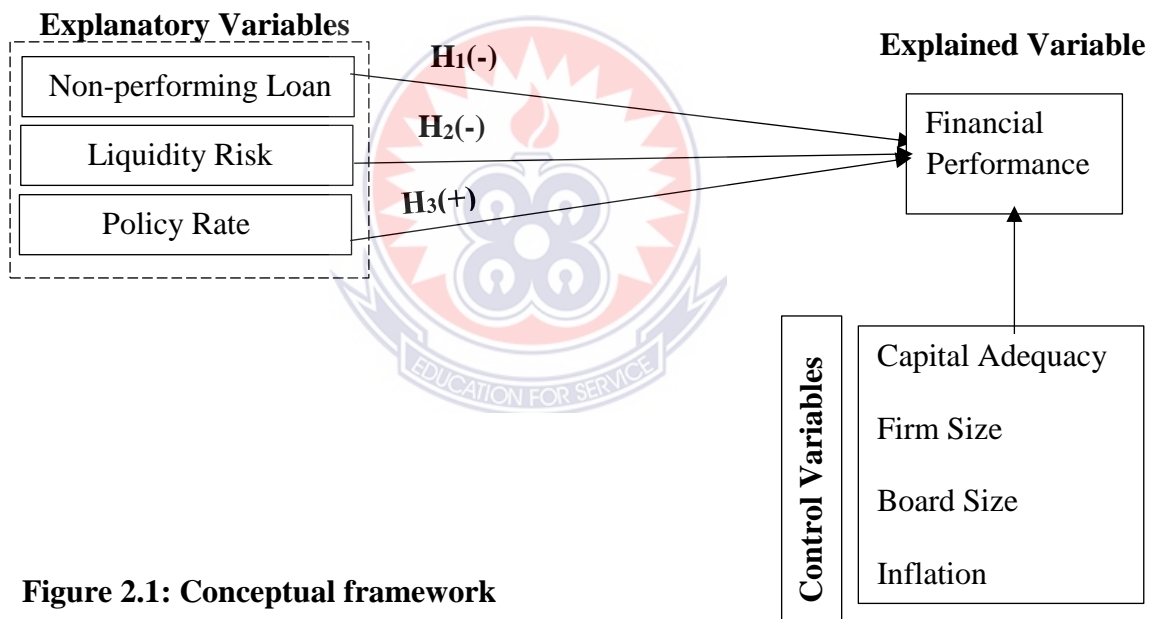 Explanatory Variables
Non-performing Loan
Liquidity Risk
Policy Rate
H₁(-)
H₂(-)
H₃(+)
Explained Variable
Financial
Performance
Control Variables
Capital Adequacy
Firm Size
Board Size
Inflation
EDUCATION FOR SERVICE
Figure 2.1: Conceptual framework